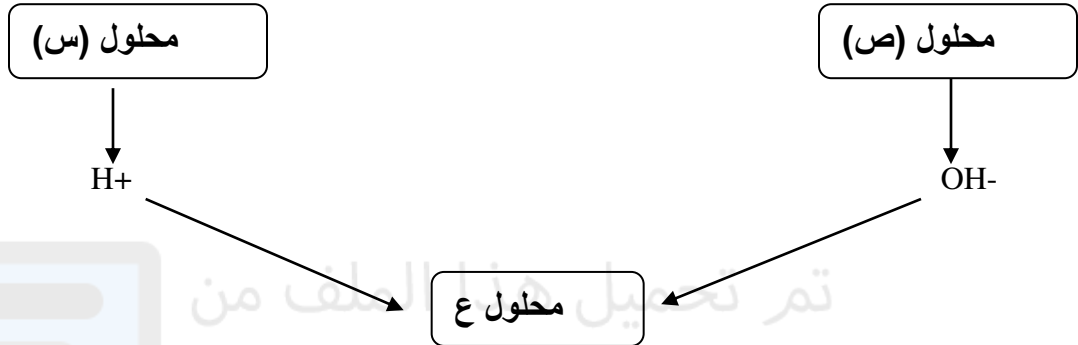 محلول (س)
محلول (ص)
H+
OH-
تم تحميل هذا الملف من
محلول ع